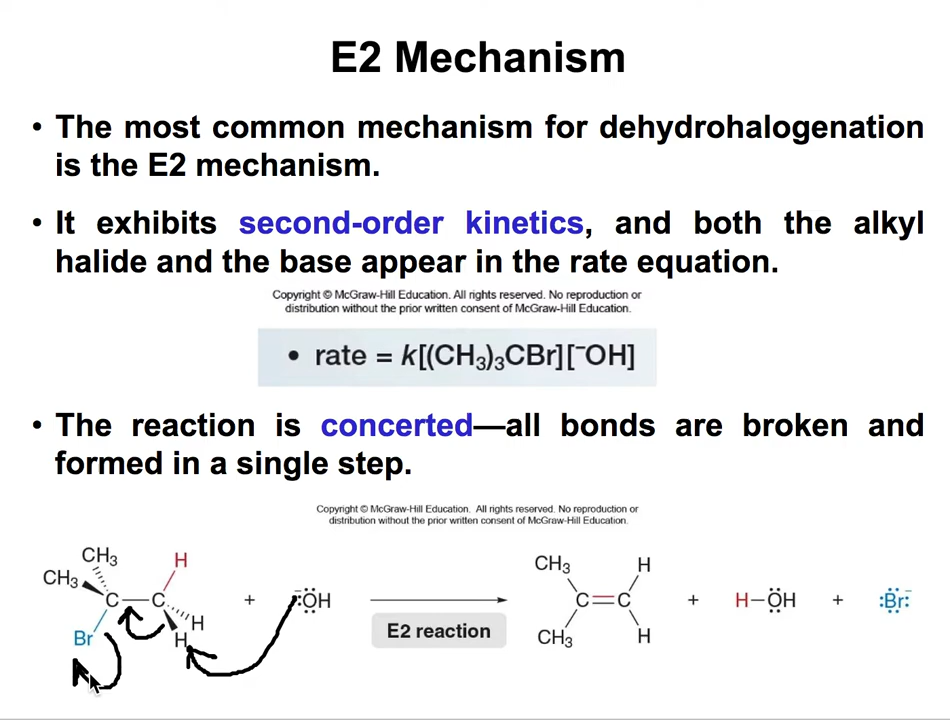 E2 Mechanism
• The most common mechanism for dehydrohalogenation
is the E2 mechanism.
• It exhibits second-order kinetics, and both the alkyl
halide and the base appear in the rate equation.
Copyright © McGraw-Hill Education. All rights reserved. No reproduction or
distribution without the prior written consent of McGraw-Hill Education.
• rate = k[(CH₃)₃CBr][⁻OH]
• The reaction is concerted—all bonds are broken and
formed in a single step.
Copyright © McGraw-Hill Education. All rights reserved. No reproduction or
distribution without the prior written consent of McGraw-Hill Education.
CH₃ H CH₃ H
CH₃
C—C H + ⁻:ÖH C=C + H–ÖH + :Br:⁻
Br H E2 reaction CH₃ H